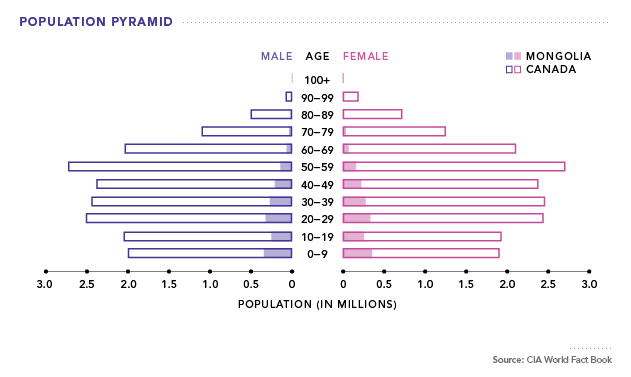 POPULATION PYRAMID
MALE AGE FEMALE
MONGOLIA
CANADA
100+
90–99
80–89
70–79
60–69
50–59
40–49
30–39
20–29
10–19
0–9
3.0 2.5 2.0 1.5 1.0 0.5 0 0 0.5 1.0 1.5 2.0 2.5 3.0
POPULATION (IN MILLIONS)
Source: CIA World Fact Book